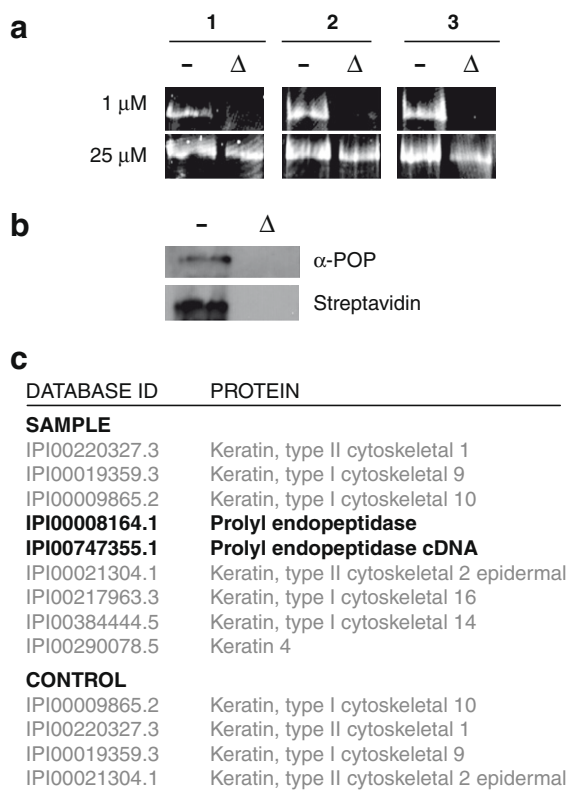 a
1 2 3
– Δ – Δ – Δ
1 μM
25 μM
b
– Δ
α-POP
Streptavidin
c
DATABASE ID PROTEIN
SAMPLE
IPI00220327.3 Keratin, type II cytoskeletal 1
IPI00019359.3 Keratin, type I cytoskeletal 9
IPI00009865.2 Keratin, type I cytoskeletal 10
IPI00008164.1 Prolyl endopeptidase
IPI00747355.1 Prolyl endopeptidase cDNA
IPI00021304.1 Keratin, type II cytoskeletal 2 epidermal
IPI00217963.3 Keratin, type I cytoskeletal 16
IPI00384444.5 Keratin, type I cytoskeletal 14
IPI00290078.5 Keratin 4
CONTROL
IPI00009865.2 Keratin, type I cytoskeletal 10
IPI00220327.3 Keratin, type II cytoskeletal 1
IPI00019359.3 Keratin, type I cytoskeletal 9
IPI00021304.1 Keratin, type II cytoskeletal 2 epidermal